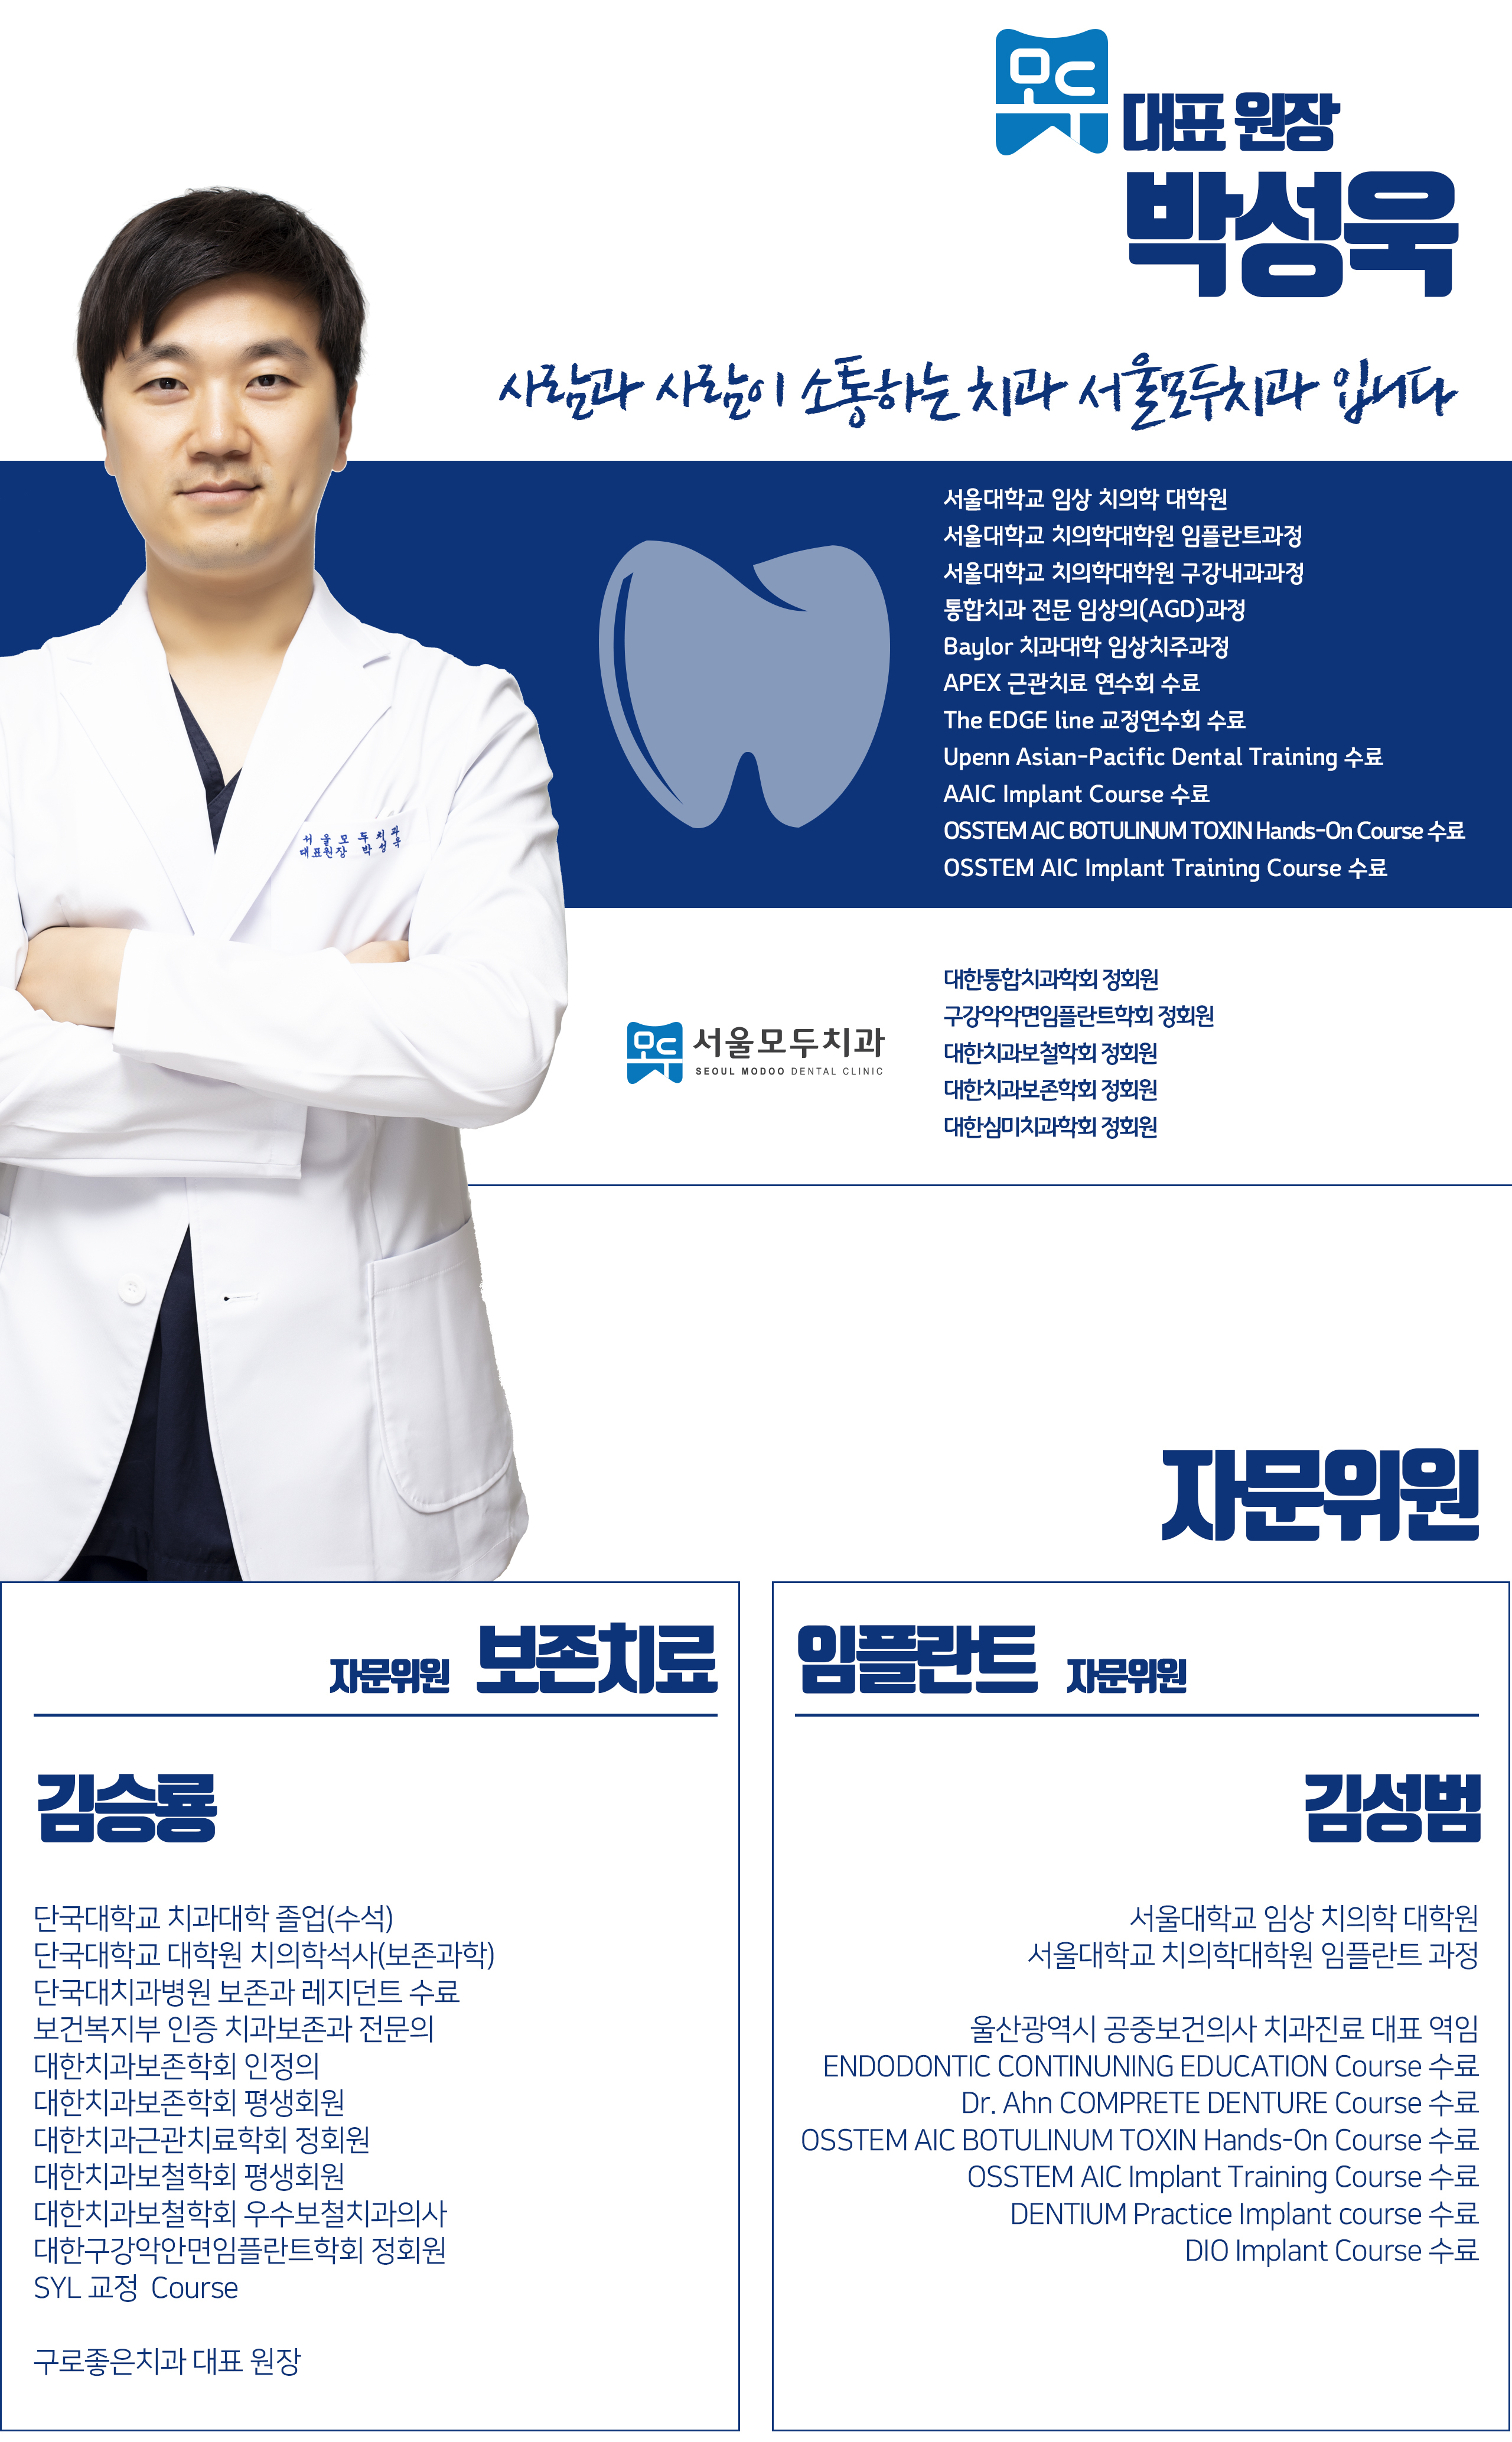 모두
대표 원장
박성욱
사람과 사람이 소통하는 치과 서울모두치과 입니다
서울대학교 임상 치의학 대학원
서울대학교 치의학대학원 임플란트과정
서울대학교 치의학대학원 구강내과과정
통합치과 전문 임상의(AGD)과정
Baylor 치과대학 임상치주과정
APEX 근관치료 연수회 수료
The EDGE line 교정연수회 수료
Upenn Asian-Pacific Dental Training 수료
AAIC Implant Course 수료
OSSTEM AIC BOTULINUM TOXIN Hands-On Course 수료
OSSTEM AIC Implant Training Course 수료
서울모두치과
대표원장 박성욱
대한통합치과학회 정회원
구강악악면임플란트학회 정회원
대한치과보철학회 정회원
대한치과보존학회 정회원
대한심미치과학회 정회원
모두 서울모두치과
SEOUL MODOO DENTAL CLINIC
자문위원
자문위원 보존치료
김승룡
단국대학교 치과대학 졸업(수석)
단국대학교 대학원 치의학석사(보존과학)
단국대치과병원 보존과 레지던트 수료
보건복지부 인증 치과보존과 전문의
대한치과보존학회 인정의
대한치과보존학회 평생회원
대한치과근관치료학회 정회원
대한치과보철학회 평생회원
대한치과보철학회 우수보철치과의사
대한구강악안면임플란트학회 정회원
SYL 교정 Course
구로좋은치과 대표 원장
임플란트 자문위원
김성범
서울대학교 임상 치의학 대학원
서울대학교 치의학대학원 임플란트 과정
울산광역시 공중보건의사 치과진료 대표 역임
ENDODONTIC CONTINUNING EDUCATION Course 수료
Dr. Ahn COMPRETE DENTURE Course 수료
OSSTEM AIC BOTULINUM TOXIN Hands-On Course 수료
OSSTEM AIC Implant Training Course 수료
DENTIUM Practice Implant course 수료
DIO Implant Course 수료